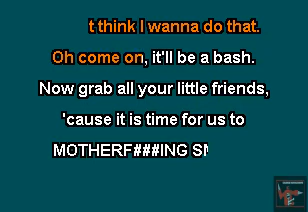 t think I wanna do that.
Oh come on, it'll be a bash.
Now grab all your little friends,
'cause it is time for us to
MOTHERF###ING